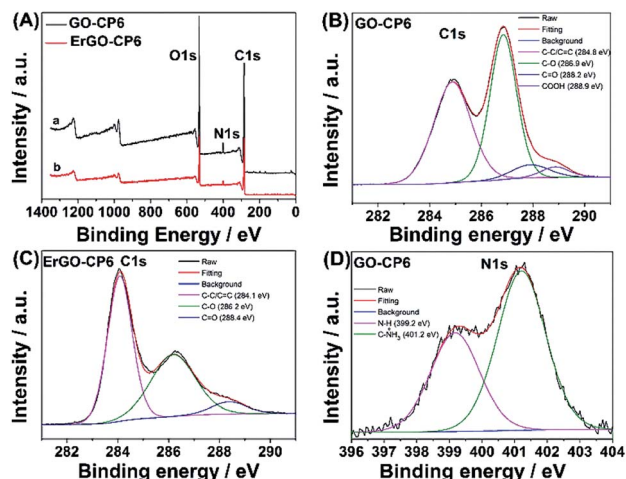 (A)
GO-CP6
ErGO-CP6
O1s
C1s
N1s
a
b
Intensity / a.u.
1400 1200 1000 800 600 400 200 0
Binding Energy / eV
(B)
GO-CP6
C1s
Raw
Fitting
Background
C-C/C=C (284.8 eV)
C-O (286.9 eV)
C=O (288.2 eV)
COOH (288.9 eV)
Intensity / a.u.
282 284 286 288 290
Binding Energy / eV
(C)
ErGO-CP6 C1s
Raw
Fitting
Background
C-C/C=C (284.1 eV)
C-O (286.2 eV)
C=O (288.4 eV)
Intensity / a.u.
282 284 286 288 290
Binding energy / eV
(D)
GO-CP6
N1s
Raw
Fitting
Background
N-H (399.2 eV)
C-NH₃⁺ (401.2 eV)
Intensity / a.u.
396 397 398 399 400 401 402 403 404
Binding energy / eV